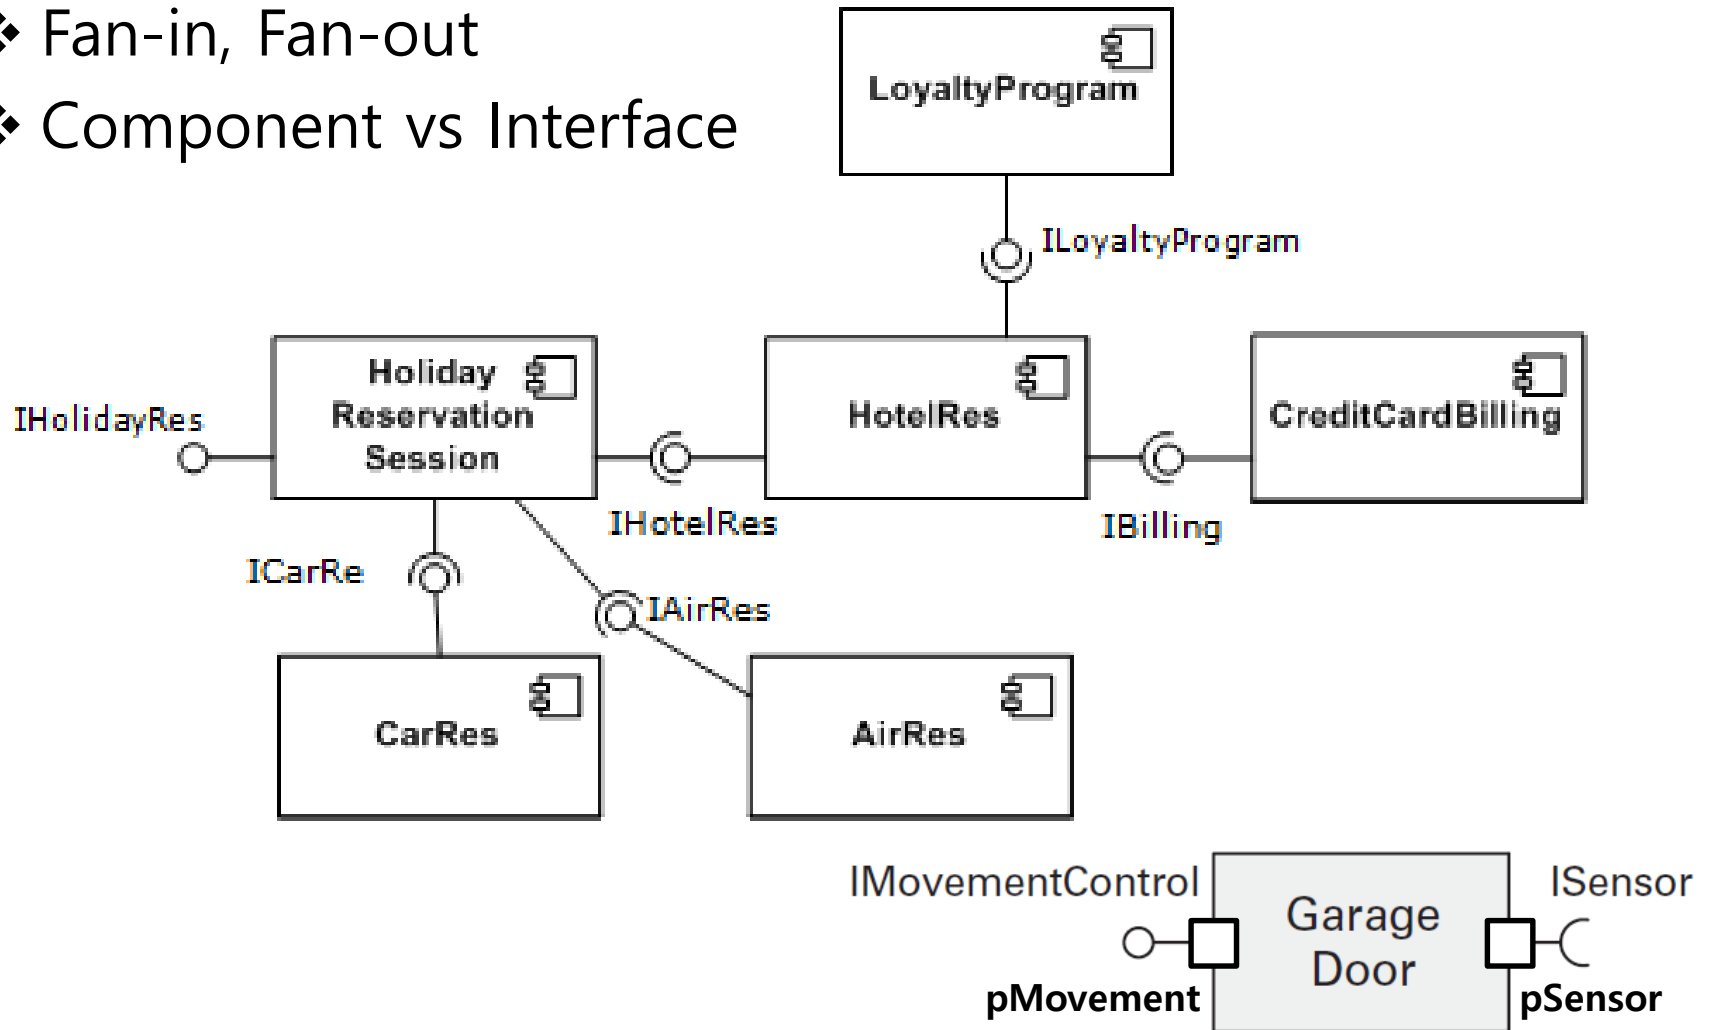 ❖ Fan-in, Fan-out
❖ Component vs Interface
LoyaltyProgram
ILoyaltyProgram
Holiday
Reservation
Session
HotelRes
CreditCardBilling
IHolidayRes
IHotelRes
IBilling
ICarRe
IAirRes
CarRes
AirRes
IMovementControl
Garage
Door
ISensor
pMovement
pSensor